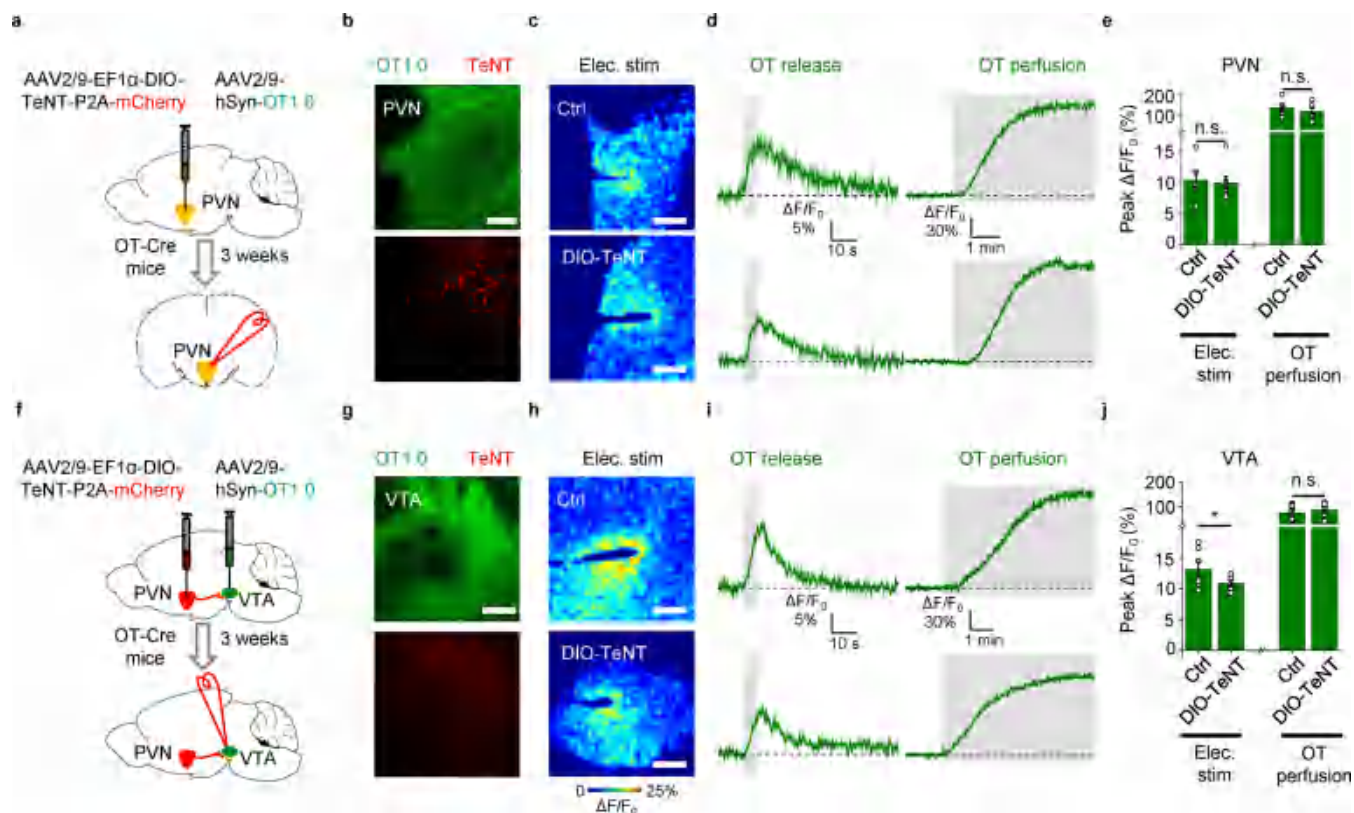 a
AAV2/9-EF1α-DIO-
TeNT-P2A-mCherry
AAV2/9-
hSyn-OT1 0
PVN
OT-Cre
mice
3 weeks
PVN
b
OT1 0 TeNT
PVN
c
Elec. stim
Ctrl
DIO-TeNT
d
OT release
OT perfusion
ΔF/F₀
5%
10 s
ΔF/F₀
30%
1 min
e
PVN
Peak ΔF/F₀ (%)
200
100
15
10
5
0
n.s.
n.s.
Ctrl
DIO-TeNT
Ctrl
DIO-TeNT
Elec.
stim
OT
perfusion
f
AAV2/9-EF1α-DIO-
TeNT-P2A-mCherry
AAV2/9-
hSyn-OT1 0
PVN
VTA
OT-Cre
mice
3 weeks
PVN
VTA
g
OT1 0 TeNT
VTA
h
Elec. stim
Ctrl
DIO-TeNT
0 25%
ΔF/F₀
i
OT release
OT perfusion
ΔF/F₀
5%
10 s
ΔF/F₀
30%
1 min
j
VTA
Peak ΔF/F₀ (%)
200
100
15
10
5
0
*
n.s.
Ctrl
DIO-TeNT
Ctrl
DIO-TeNT
Elec.
stim
OT
perfusion